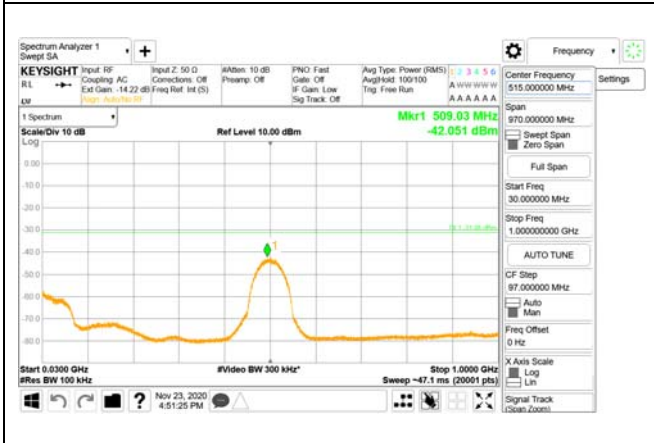 Spectrum Analyzer 1
Swept SA
+
Frequency
KEYSIGHT
Input: RF
Coupling: AC
Ext Gain: -14.22 dB
Align: Auto/No RF
Input Z: 50 Ω
Corrections: Off
Freq Ref: Int (S)
#Atten: 10 dB
Preamp: Off
PNO: Fast
Gate: Off
IF Gain: Low
Sig Track: Off
Avg Type: Power (RMS)
Avg|Hold: 100/100
Trig: Free Run
1 2 3 4 5 6
A W W W W W
A A A A A A
RL
1 Spectrum
Scale/Div 10 dB
Log
Ref Level 10.00 dBm
Mkr1 509.03 MHz
-42.051 dBm
0.00
-10.0
-20.0
-30.0
-40.0
-50.0
-60.0
-70.0
-80.0
1
Start 0.0300 GHz
#Res BW 100 kHz
#Video BW 300 kHz*
Stop 1.0000 GHz
Sweep ~47.1 ms (20001 pts)
Center Frequency
515.000000 MHz
Settings
Span
970.000000 MHz
Swept Span
Zero Span
Full Span
Start Freq
30.000000 MHz
Stop Freq
1.000000000 GHz
AUTO TUNE
CF Step
97.000000 MHz
Auto
Man
Freq Offset
0 Hz
X Axis Scale
Log
Lin
Signal Track
(Span Zoom)
?
Nov 23, 2020
4:51:25 PM